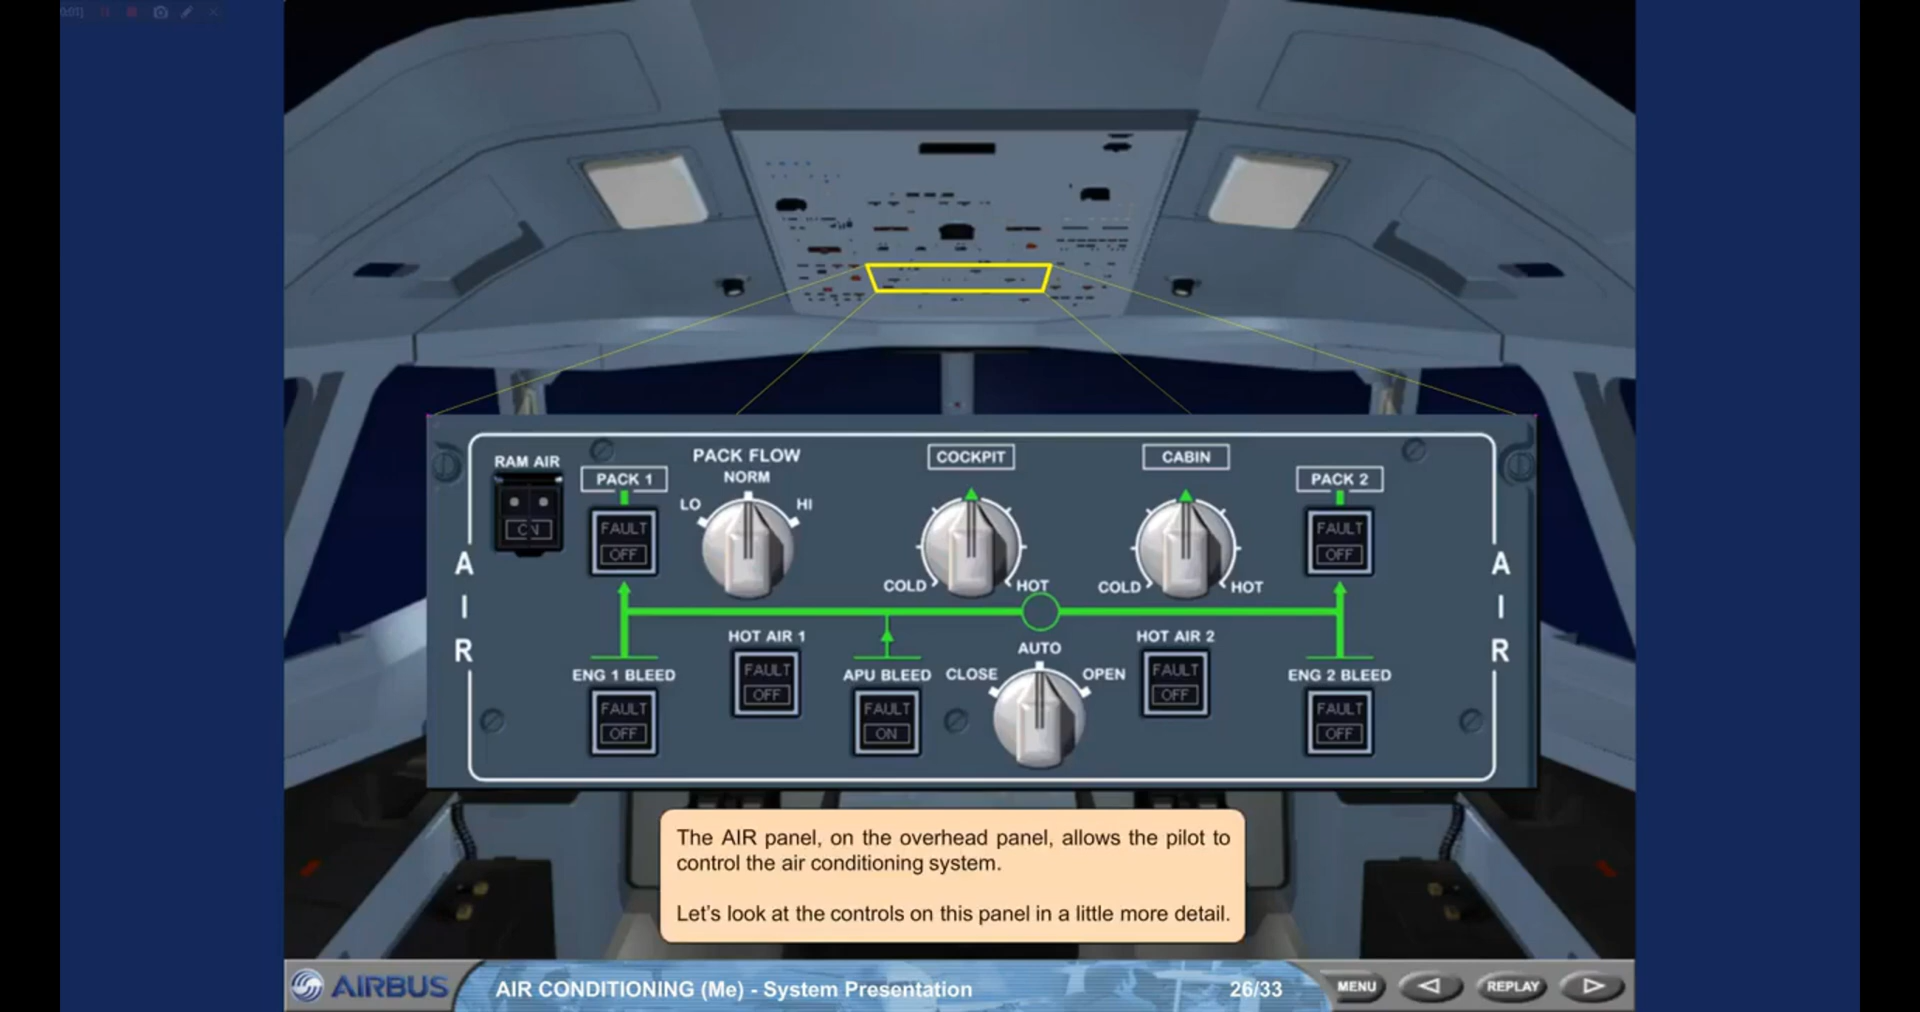 0:01]
RAM AIR
ON
PACK 1
FAULT
OFF
PACK FLOW
NORM
LO
HI
COCKPIT
COLD
HOT
CABIN
COLD
HOT
PACK 2
FAULT
OFF
A
I
R
A
I
R
ENG 1 BLEED
FAULT
OFF
HOT AIR 1
FAULT
OFF
APU BLEED
FAULT
ON
AUTO
CLOSE
OPEN
HOT AIR 2
FAULT
OFF
ENG 2 BLEED
FAULT
OFF
The AIR panel, on the overhead panel, allows the pilot to
control the air conditioning system.
Let's look at the controls on this panel in a little more detail.
AIRBUS
AIR CONDITIONING (Me) - System Presentation
26/33
MENU
REPLAY